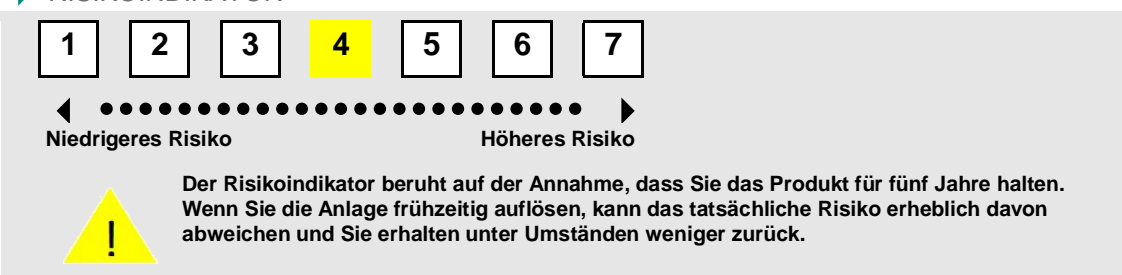 RISIKOINDIKATOR
1 2 3 4 5 6 7
Niedrigeres Risiko Höheres Risiko
Der Risikoindikator beruht auf der Annahme, dass Sie das Produkt für fünf Jahre halten.
Wenn Sie die Anlage frühzeitig auflösen, kann das tatsächliche Risiko erheblich davon
abweichen und Sie erhalten unter Umständen weniger zurück.
!